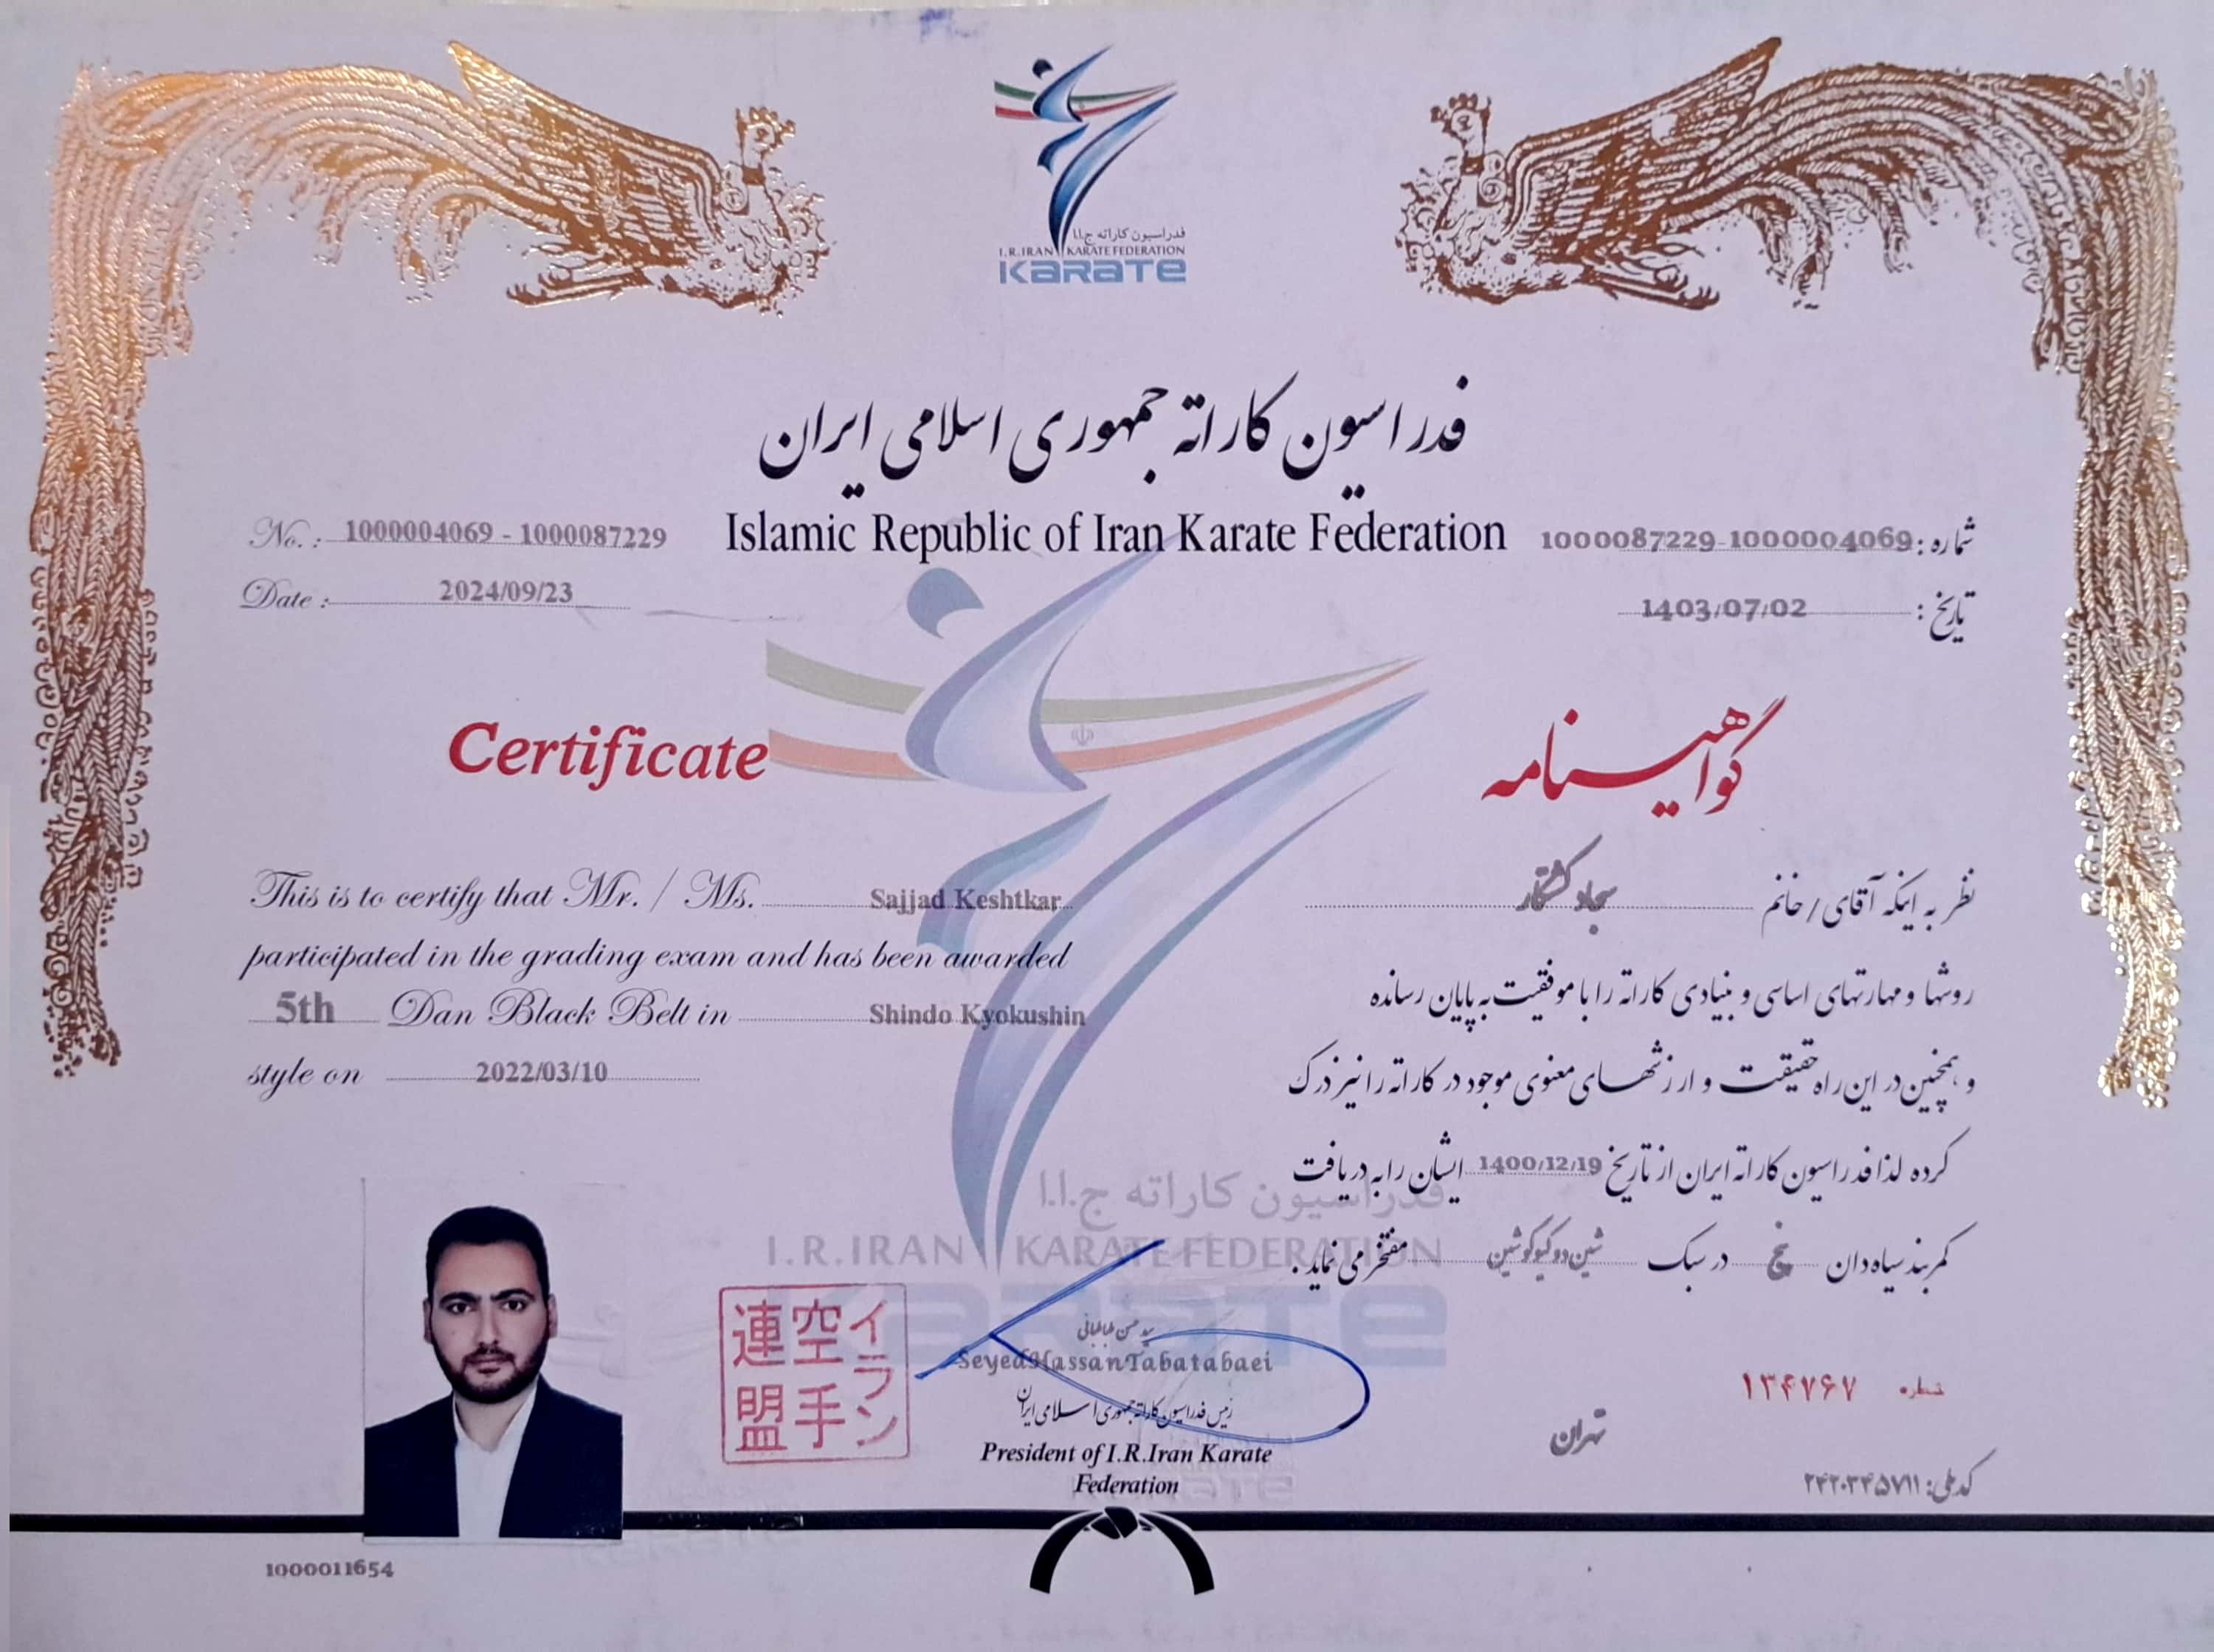 فدراسیون کاراته ج.ا.ا
I.R.IRAN KARATE FEDERATION
KARATE
فدراسیون کاراته جمهوری اسلامی ایران
Islamic Republic of Iran Karate Federation
No. : 1000004069 - 1000087229
Date : 2024/09/23
شماره : 1000087229-1000004069
تاریخ : 1403/07/02
Certificate
This is to certify that Mr. / Ms. Sajjad Keshtkar
participated in the grading exam and has been awarded
5th Dan Black Belt in Shindo Kyokushin
style on 2022/03/10
گواهینامه
نظر به اینکه آقای / خانم سجاد کشتکار
روشها و مهارتهای اساسی و بنیادی کاراته را با موفقیت به پایان رسانده
و همچنین در این راه حقیقت و ارزشهای معنوی موجود در کاراته را نیز درک
کرده لذا فدراسیون کاراته ایران از تاریخ 1400/12/19 ایشان را به دریافت
کمربند سیاه دان پنج در سبک شین دو کیوکوشین مفتخر می نماید .
فدراسیون کاراته ج.ا.ا
I.R.IRAN KARATE FEDERATION
KARATE
イラン
空手
連盟
سید حسن طباطبائی
Seyed Hassan Tabatabaei
رئیس فدراسیون کاراته جمهوری اسلامی ایران
President of I.R.Iran Karate
Federation
شماره ۱۳۴۷۶۷
تهران
کد ملی : ۲۴۲۰۳۴۵۷۱۱
1000011654